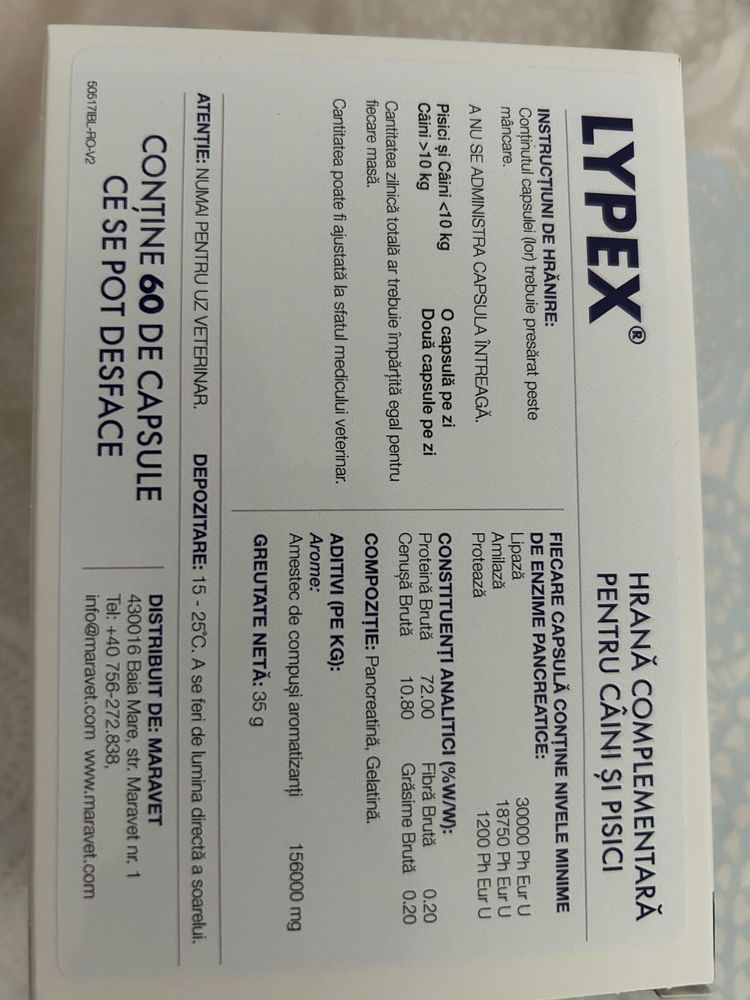 LYPEX®
HRANĂ COMPLEMENTARĂ
PENTRU CÂINI ȘI PISICI
INSTRUCȚIUNI DE HRĂNIRE:
Conținutul capsulei (lor) trebuie presărat peste
mâncare.
A NU SE ADMINISTRA CAPSULA ÎNTREAGĂ.
Pisici și Câini <10 kg O capsulă pe zi
Câini >10 kg Două capsule pe zi
Cantitatea zilnică totală ar trebuie împărțită egal pentru
fiecare masă.
Cantitatea poate fi ajustată la sfatul medicului veterinar.
FIECARE CAPSULĂ CONȚINE NIVELE MINIME
DE ENZIME PANCREATICE:
Lipază 30000 Ph Eur U
Amilază 18750 Ph Eur U
Protează 1200 Ph Eur U
CONSTITUENȚI ANALITICI (%W/W):
Proteină Brută 72.00 Fibră Brută 0.20
Cenușă Brută 10.80 Grăsime Brută 0.20
COMPOZIȚIE: Pancreatină, Gelatină.
ADITIVI (PE KG):
Arome:
Amestec de compuși aromatizanți 156000 mg
GREUTATE NETĂ: 35 g
ATENȚIE: NUMAI PENTRU UZ VETERINAR. DEPOZITARE: 15 - 25°C. A se feri de lumina directă a soarelui.
CONȚINE 60 DE CAPSULE
CE SE POT DESFACE
DISTRIBUIT DE: MARAVET
430016 Baia Mare, str. Maravet nr. 1
Tel: +40 756-272.838,
info@maravet.com www.maravet.com
50517IBL-RO-V2